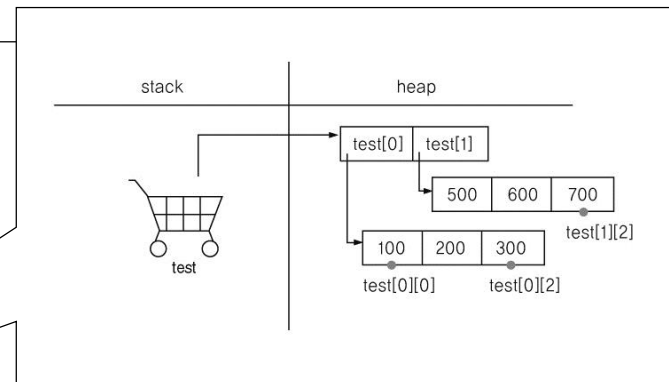 stack heap
test[0] test[1]
500 600 700
test[1][2]
100 200 300
test
test[0][0] test[0][2]